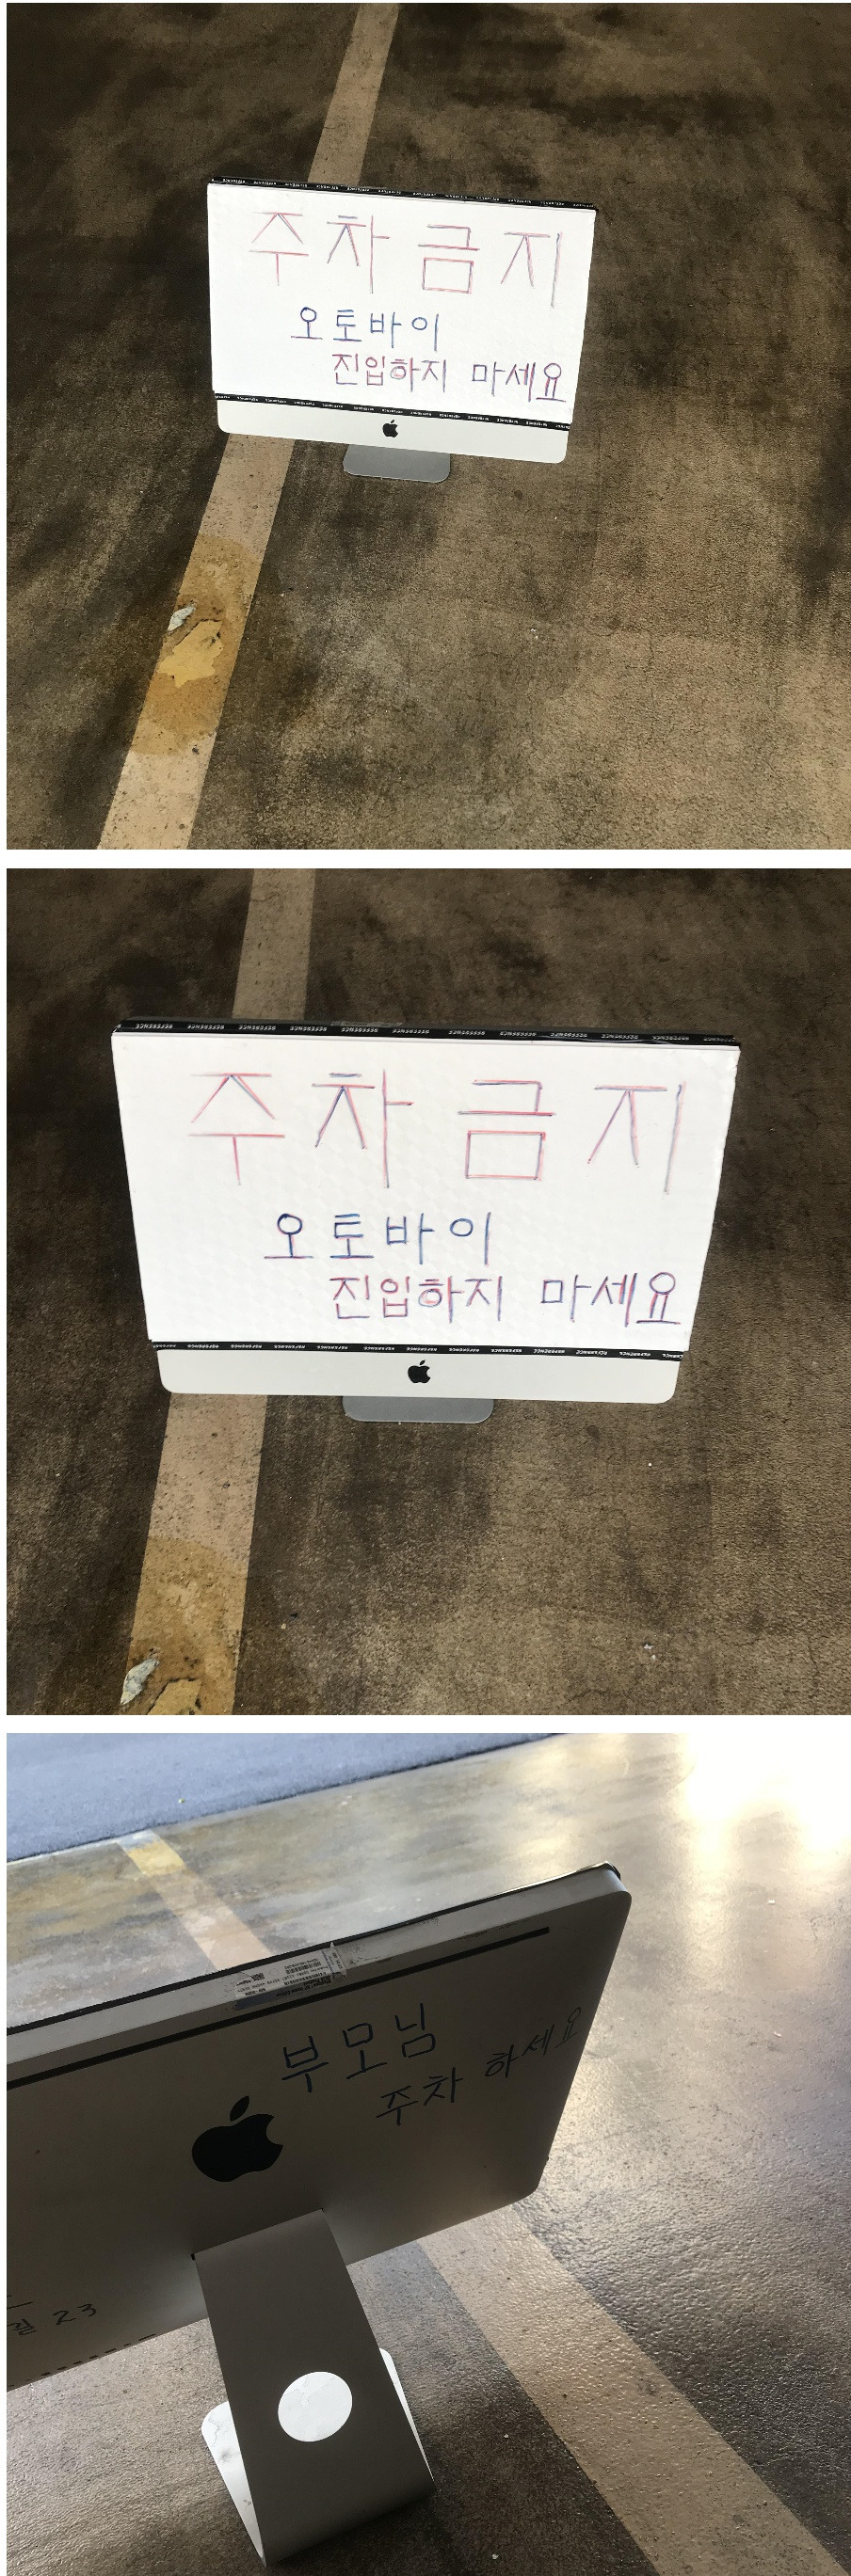 주차금지
오토바이
진입하지 마세요
주차금지
오토바이
진입하지 마세요
부모님
주차 하세요
23